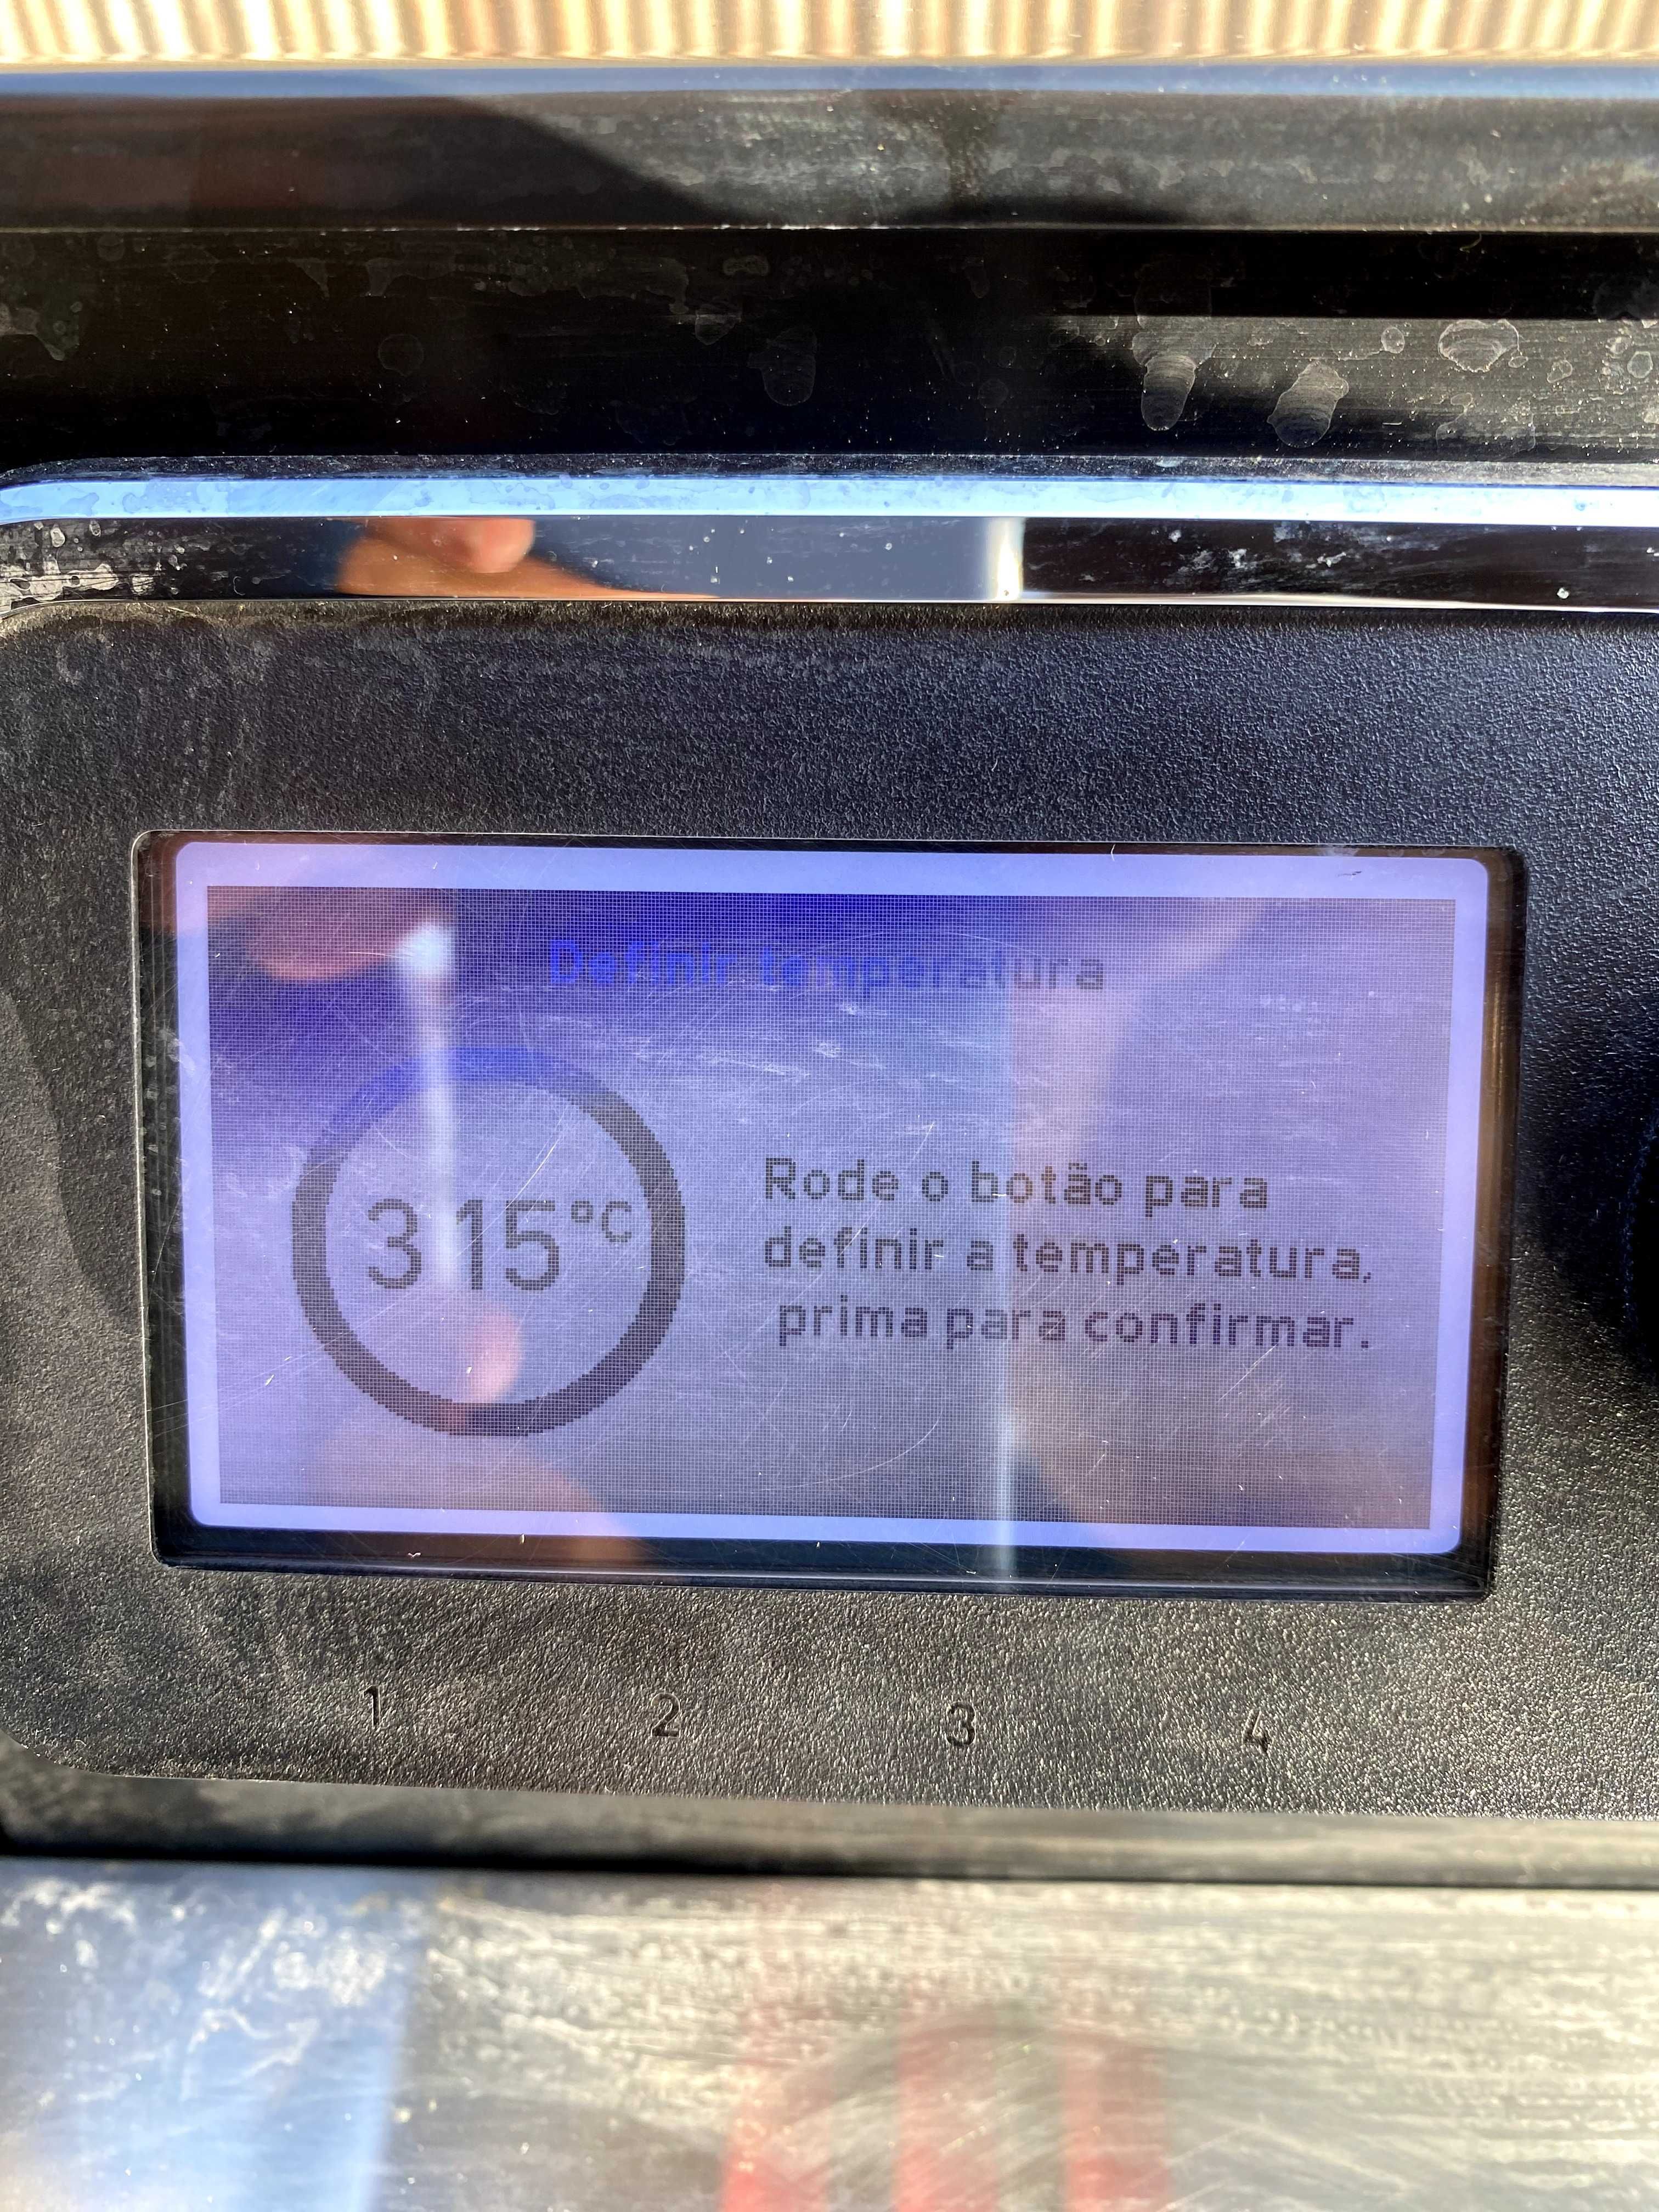 Definir temperatura
315°C
Rode o botão para
definir a temperatura,
prima para confirmar.
1 2 3 4